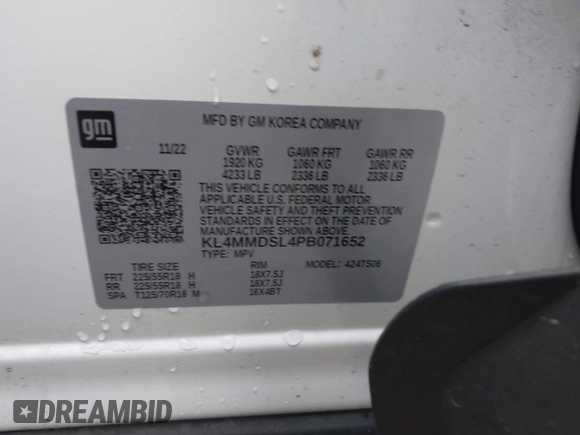 gm
MFD BY GM KOREA COMPANY
11/22 GVWR GAWR FRT GAWR RR
1920 KG 1060 KG 1060 KG
4233 LB 2336 LB 2336 LB
THIS VEHICLE CONFORMS TO ALL
APPLICABLE U.S. FEDERAL MOTOR
VEHICLE SAFETY AND THEFT PREVENTION
STANDARDS IN EFFECT ON THE DATE OF
MANUFACTURE SHOWN ABOVE.
KL4MMDSL4PB071652
TYPE: MPV MODEL: 424TS06
TIRE SIZE RIM
FRT 225/55R18 H 18X7.5J
RR 225/55R18 H 18X7.5J
SPA T125/70R16 M 16X4BT
DREAMBID